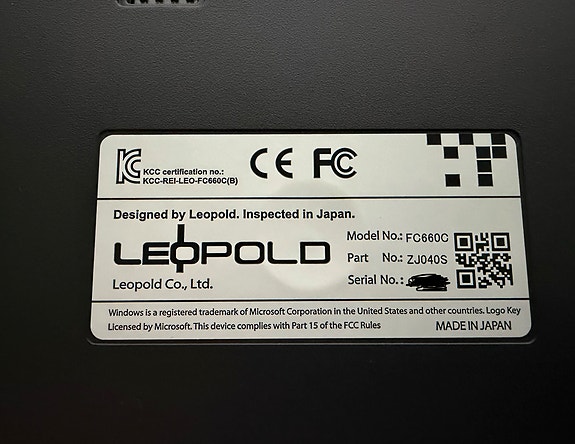 KCC certification no.:
KCC-REI-LEO-FC660C(B)
CE FC
Designed by Leopold. Inspected in Japan.
LEOPOLD
Leopold Co., Ltd.
Model No.: FC660C
Part No.: ZJ040S
Serial No.:
Windows is a registered trademark of Microsoft Corporation in the United States and other countries. Logo Key
Licensed by Microsoft. This device complies with Part 15 of the FCC Rules
MADE IN JAPAN